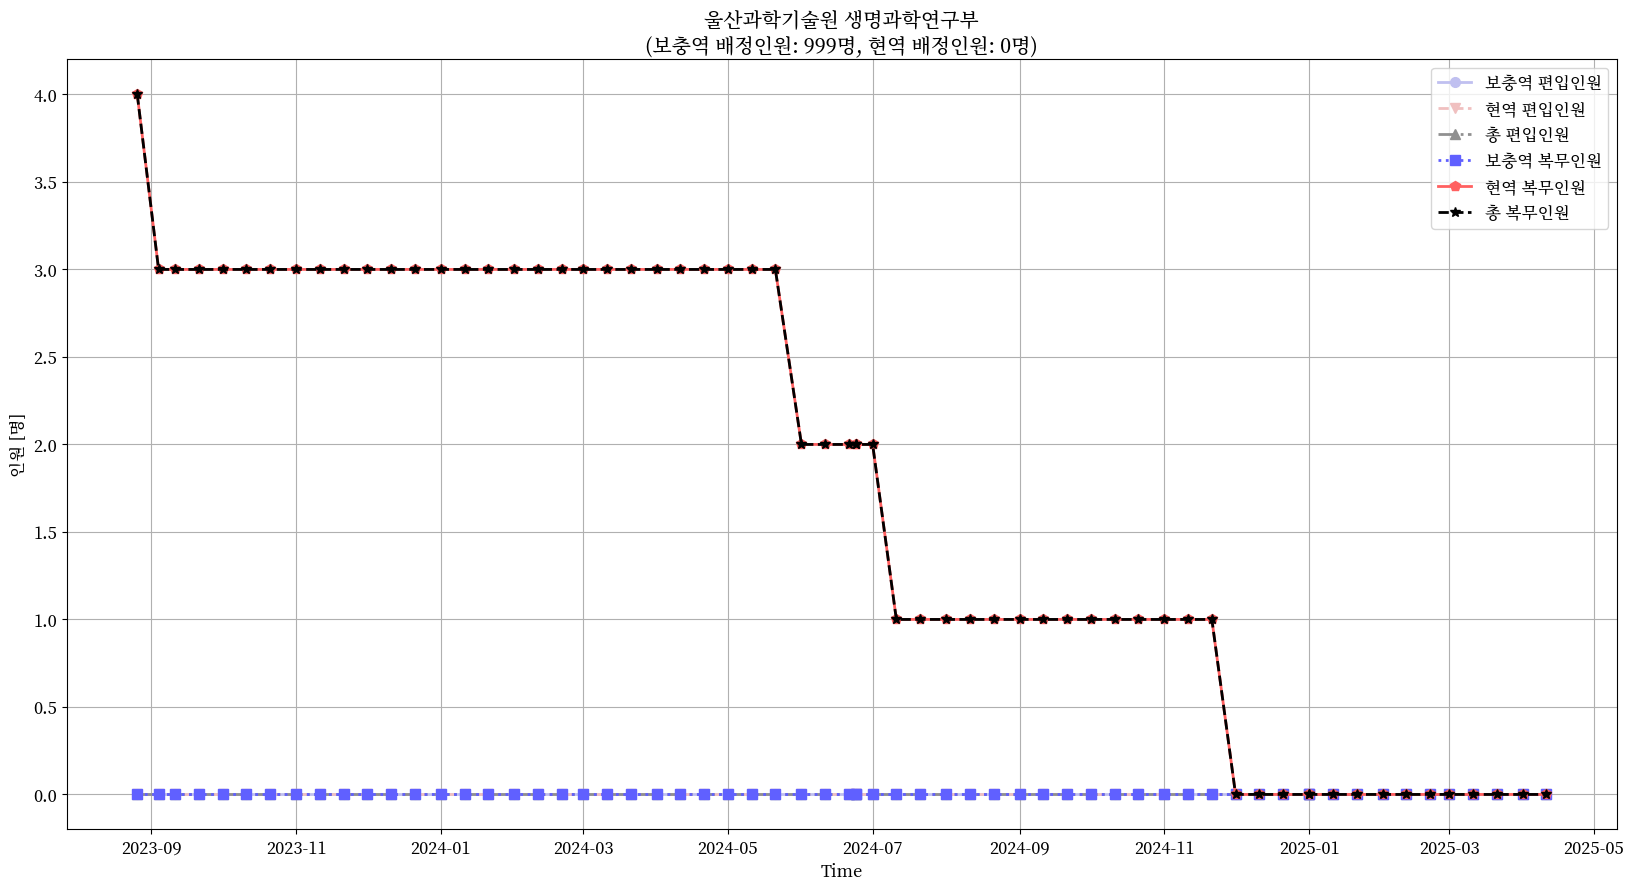 울산과학기술원 생명과학연구부
(보충역 배정인원: 999명, 현역 배정인원: 0명)
보충역 편입인원
현역 편입인원
총 편입인원
보충역 복무인원
현역 복무인원
총 복무인원
4.0
3.5
3.0
2.5
2.0
1.5
1.0
0.5
0.0
인원 [명]
2023-09 2023-11 2024-01 2024-03 2024-05 2024-07 2024-09 2024-11 2025-01 2025-03 2025-05
Time